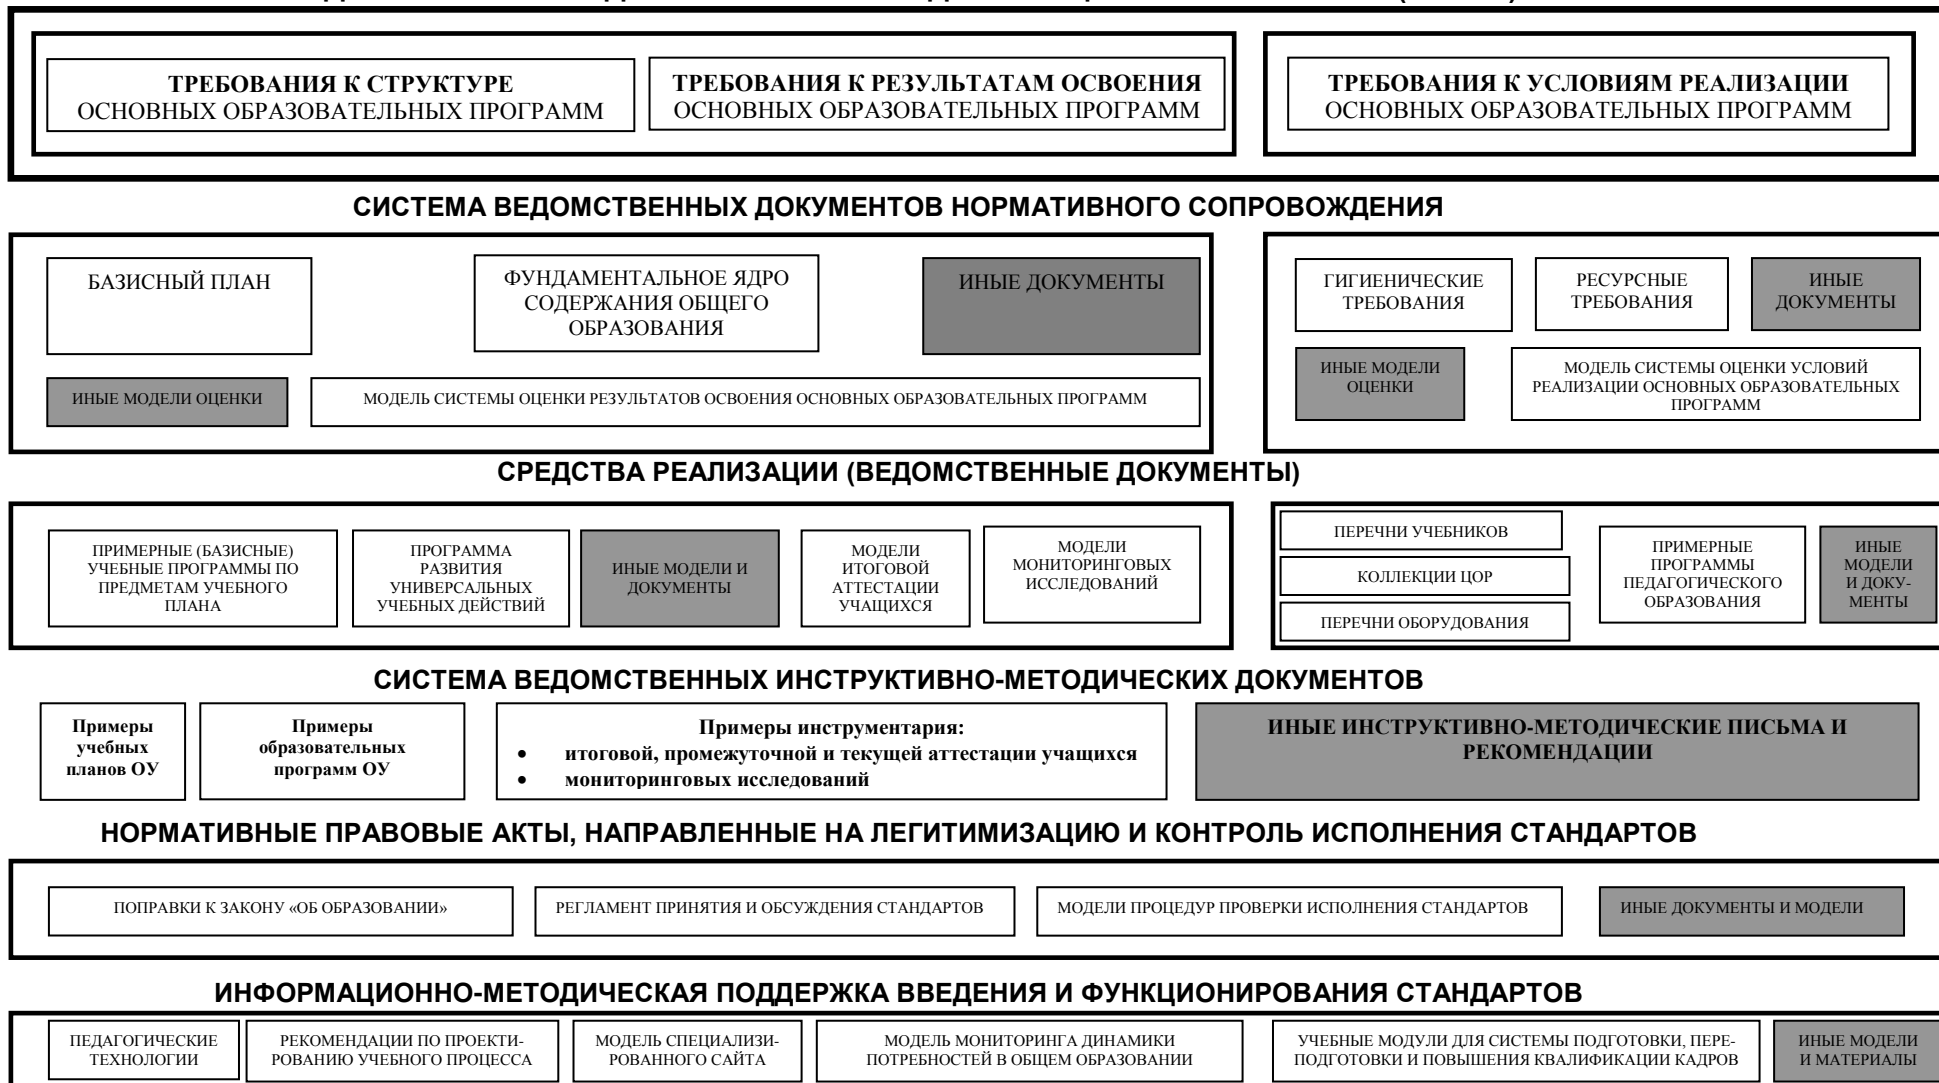 ТРЕБОВАНИЯ К СТРУКТУРЕ
ОСНОВНЫХ ОБРАЗОВАТЕЛЬНЫХ ПРОГРАММ
ТРЕБОВАНИЯ К РЕЗУЛЬТАТАМ ОСВОЕНИЯ
ОСНОВНЫХ ОБРАЗОВАТЕЛЬНЫХ ПРОГРАММ
ТРЕБОВАНИЯ К УСЛОВИЯМ РЕАЛИЗАЦИИ
ОСНОВНЫХ ОБРАЗОВАТЕЛЬНЫХ ПРОГРАММ
СИСТЕМА ВЕДОМСТВЕННЫХ ДОКУМЕНТОВ НОРМАТИВНОГО СОПРОВОЖДЕНИЯ
БАЗИСНЫЙ ПЛАН
ФУНДАМЕНТАЛЬНОЕ ЯДРО
СОДЕРЖАНИЯ ОБЩЕГО
ОБРАЗОВАНИЯ
ИНЫЕ ДОКУМЕНТЫ
ИНЫЕ МОДЕЛИ ОЦЕНКИ
МОДЕЛЬ СИСТЕМЫ ОЦЕНКИ РЕЗУЛЬТАТОВ ОСВОЕНИЯ ОСНОВНЫХ ОБРАЗОВАТЕЛЬНЫХ ПРОГРАММ
ГИГИЕНИЧЕСКИЕ
ТРЕБОВАНИЯ
РЕСУРСНЫЕ
ТРЕБОВАНИЯ
ИНЫЕ
ДОКУМЕНТЫ
ИНЫЕ МОДЕЛИ
ОЦЕНКИ
МОДЕЛЬ СИСТЕМЫ ОЦЕНКИ УСЛОВИЙ
РЕАЛИЗАЦИИ ОСНОВНЫХ ОБРАЗОВАТЕЛЬНЫХ
ПРОГРАММ
СРЕДСТВА РЕАЛИЗАЦИИ (ВЕДОМСТВЕННЫЕ ДОКУМЕНТЫ)
ПРИМЕРНЫЕ (БАЗИСНЫЕ)
УЧЕБНЫЕ ПРОГРАММЫ ПО
ПРЕДМЕТАМ УЧЕБНОГО
ПЛАНА
ПРОГРАММА
РАЗВИТИЯ
УНИВЕРСАЛЬНЫХ
УЧЕБНЫХ ДЕЙСТВИЙ
ИНЫЕ МОДЕЛИ И
ДОКУМЕНТЫ
МОДЕЛИ
ИТОГОВОЙ
АТТЕСТАЦИИ
УЧАЩИХСЯ
МОДЕЛИ
МОНИТОРИНГОВЫХ
ИССЛЕДОВАНИЙ
ПЕРЕЧНИ УЧЕБНИКОВ
КОЛЛЕКЦИИ ЦОР
ПЕРЕЧНИ ОБОРУДОВАНИЯ
ПРИМЕРНЫЕ
ПРОГРАММЫ
ПЕДАГОГИЧЕСКОГО
ОБРАЗОВАНИЯ
ИНЫЕ
МОДЕЛИ
И ДОКУ-
МЕНТЫ
СИСТЕМА ВЕДОМСТВЕННЫХ ИНСТРУКТИВНО-МЕТОДИЧЕСКИХ ДОКУМЕНТОВ
Примеры
учебных
планов ОУ
Примеры
образовательных
программ ОУ
Примеры инструментария:
• итоговой, промежуточной и текущей аттестации учащихся
• мониторинговых исследований
ИНЫЕ ИНСТРУКТИВНО-МЕТОДИЧЕСКИЕ ПИСЬМА И
РЕКОМЕНДАЦИИ
НОРМАТИВНЫЕ ПРАВОВЫЕ АКТЫ, НАПРАВЛЕННЫЕ НА ЛЕГИТИМИЗАЦИЮ И КОНТРОЛЬ ИСПОЛНЕНИЯ СТАНДАРТОВ
ПОПРАВКИ К ЗАКОНУ «ОБ ОБРАЗОВАНИИ»
РЕГЛАМЕНТ ПРИНЯТИЯ И ОБСУЖДЕНИЯ СТАНДАРТОВ
МОДЕЛИ ПРОЦЕДУР ПРОВЕРКИ ИСПОЛНЕНИЯ СТАНДАРТОВ
ИНЫЕ ДОКУМЕНТЫ И МОДЕЛИ
ИНФОРМАЦИОННО-МЕТОДИЧЕСКАЯ ПОДДЕРЖКА ВВЕДЕНИЯ И ФУНКЦИОНИРОВАНИЯ СТАНДАРТОВ
ПЕДАГОГИЧЕСКИЕ
ТЕХНОЛОГИИ
РЕКОМЕНДАЦИИ ПО ПРОЕКТИ-
РОВАНИЮ УЧЕБНОГО ПРОЦЕССА
МОДЕЛЬ СПЕЦИАЛИЗИ-
РОВАННОГО САЙТА
МОДЕЛЬ МОНИТОРИНГА ДИНАМИКИ
ПОТРЕБНОСТЕЙ В ОБЩЕМ ОБРАЗОВАНИИ
УЧЕБНЫЕ МОДУЛИ ДЛЯ СИСТЕМЫ ПОДГОТОВКИ, ПЕРЕ-
ПОДГОТОВКИ И ПОВЫШЕНИЯ КВАЛИФИКАЦИИ КАДРОВ
ИНЫЕ МОДЕЛИ
И МАТЕРИАЛЫ